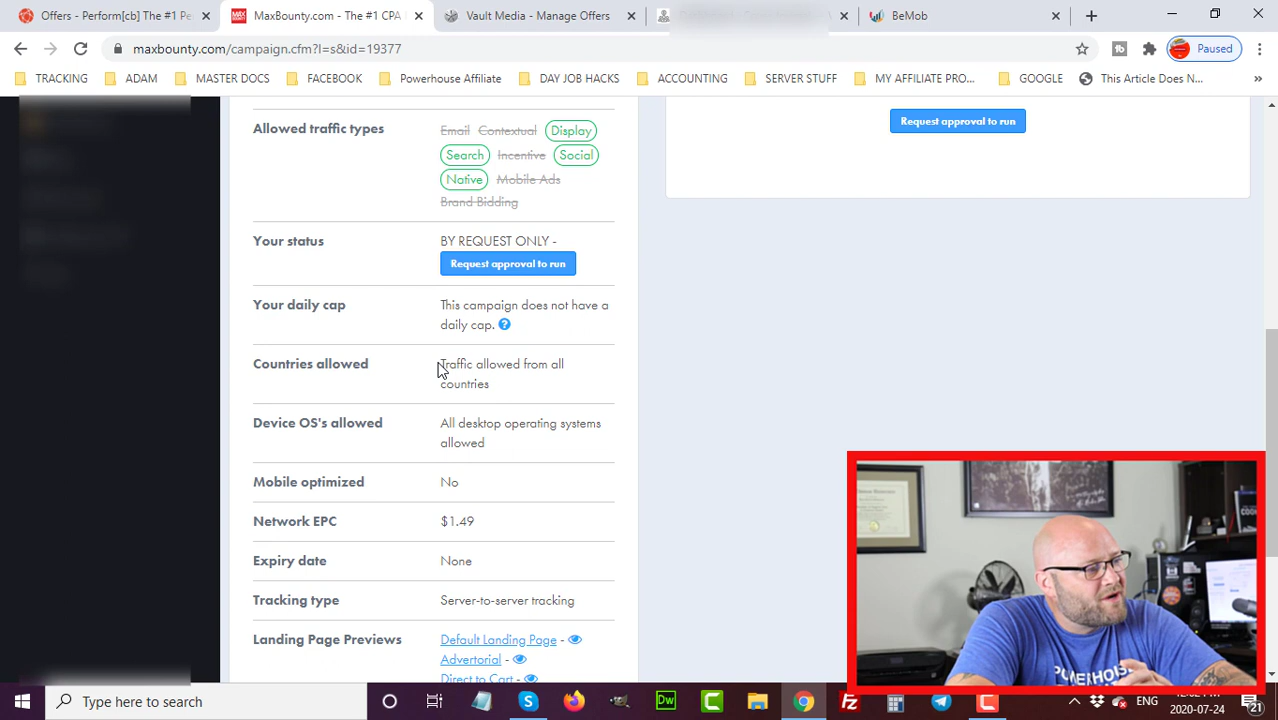 Offers - Perform[cb] The #1 Pe
MaxBounty.com - The #1 CPA
Vault Media - Manage Offers
BeMob
maxbounty.com/campaign.cfm?l=s&id=19377
Paused
TRACKING
ADAM
MASTER DOCS
FACEBOOK
Powerhouse Affiliate
DAY JOB HACKS
ACCOUNTING
SERVER STUFF
MY AFFILIATE PRO...
GOOGLE
This Article Does N...
Allowed traffic types
Email Contextual Display
Search Incentive Social
Native Mobile Ads
Brand Bidding
Request approval to run
Your status
BY REQUEST ONLY -
Request approval to run
Your daily cap
This campaign does not have a
daily cap. ?
Countries allowed
Traffic allowed from all
countries
Device OS's allowed
All desktop operating systems
allowed
Mobile optimized
No
Network EPC
$1.49
Expiry date
None
Tracking type
Server-to-server tracking
Landing Page Previews
Default Landing Page -
Advertorial -
Direct to Cart -
POWERHOUSE
Type here to search
Dw
ENG
2020-07-24
21